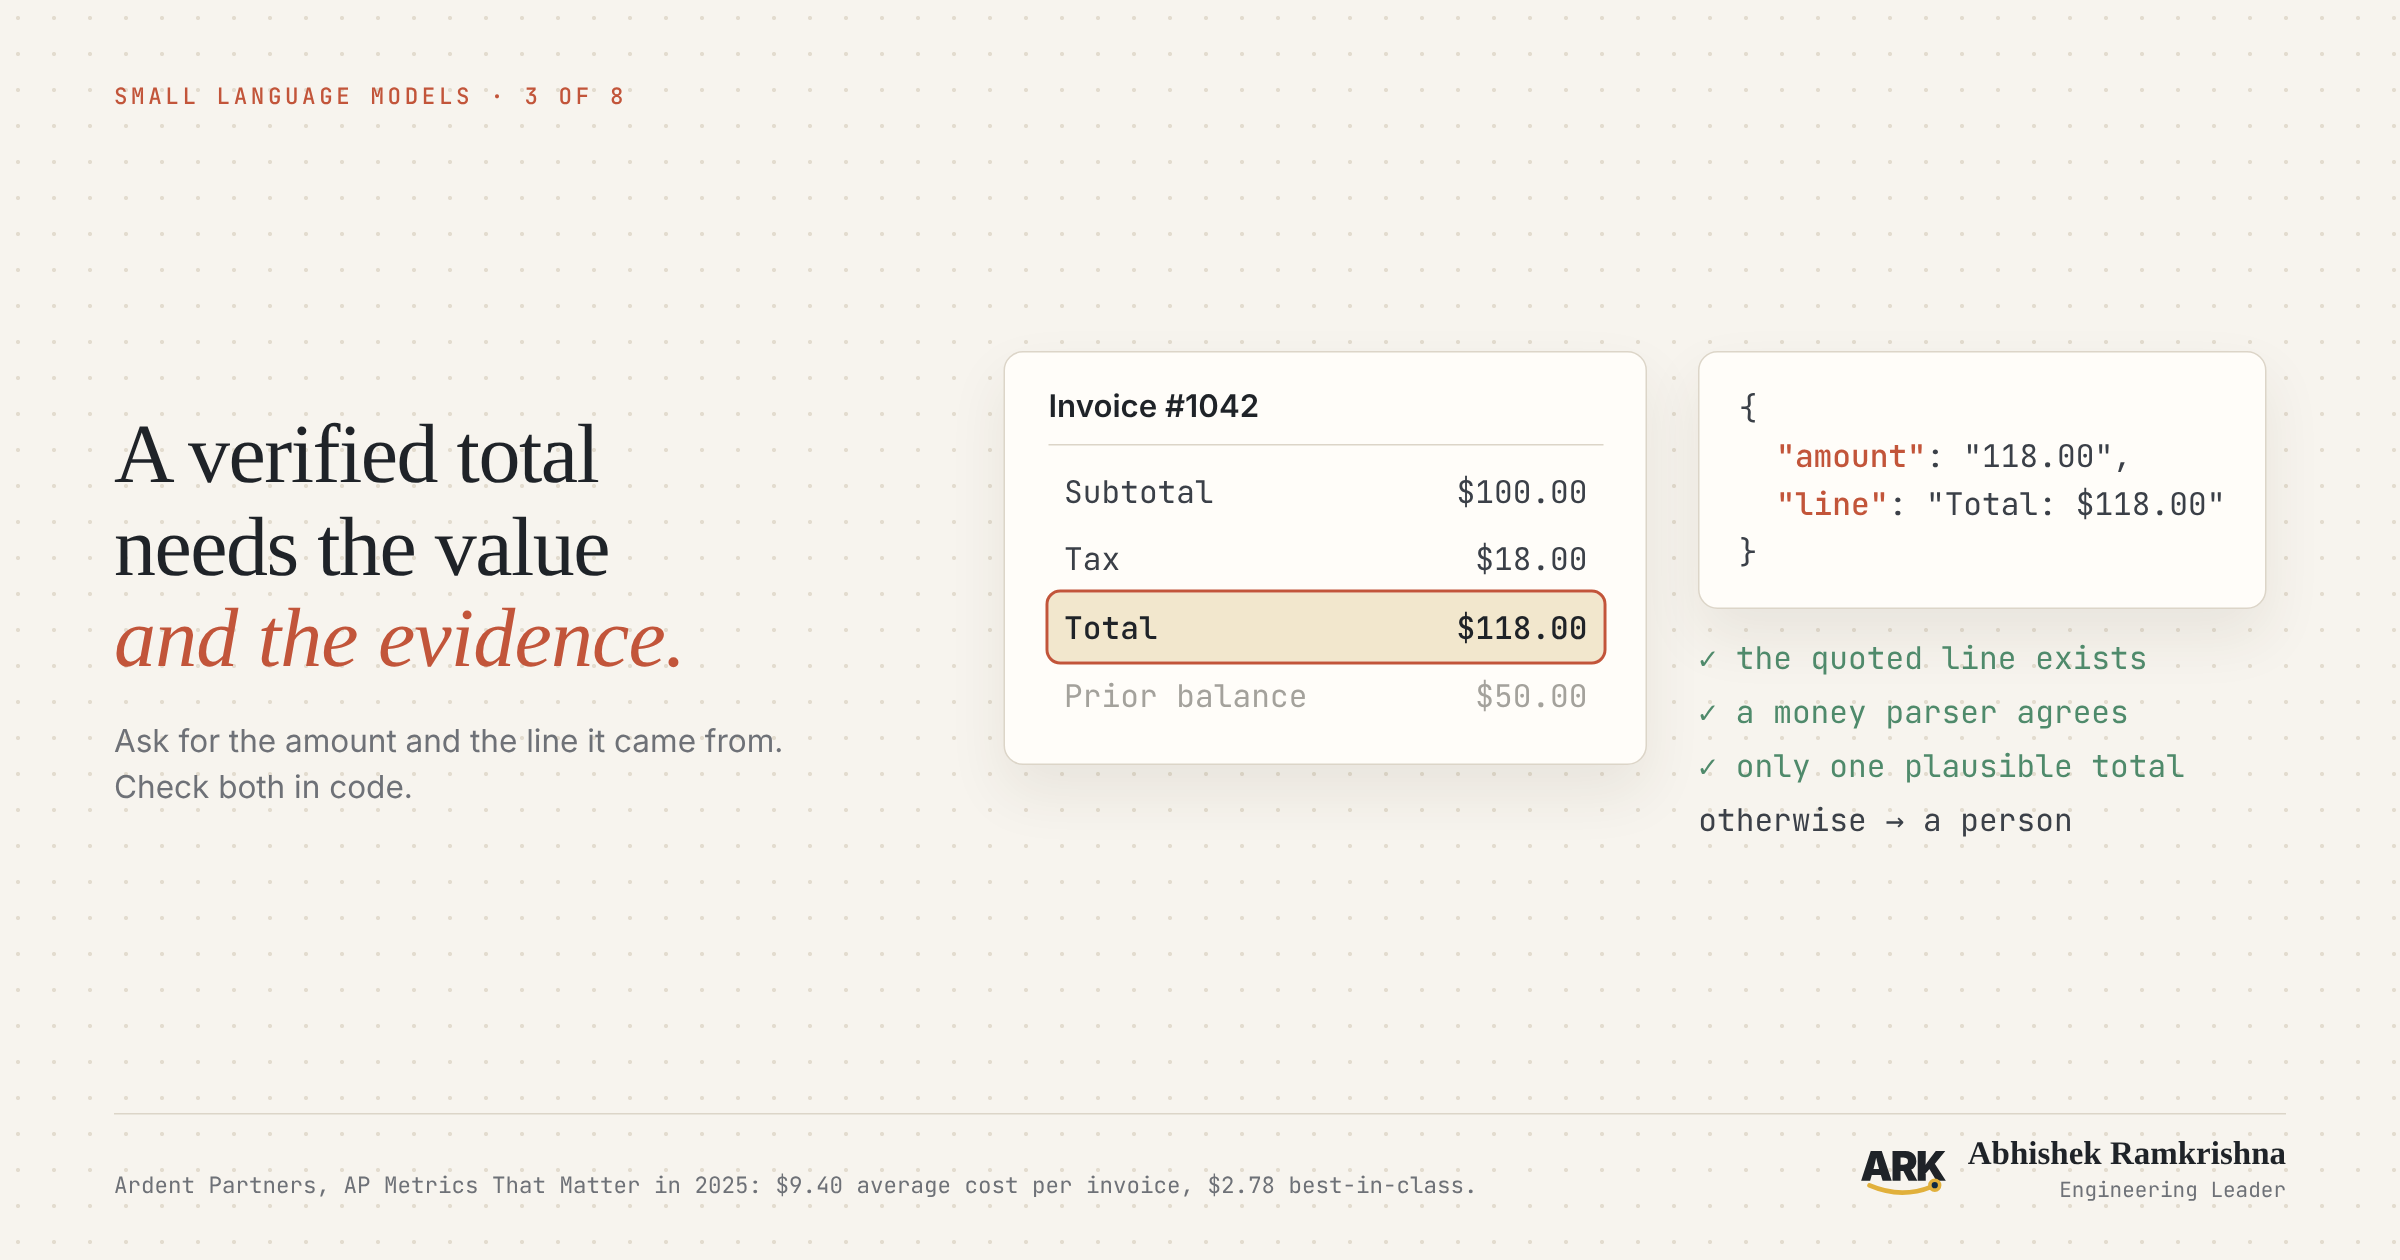 SMALL LANGUAGE MODELS · 3 OF 8
A verified total
needs the value
and the evidence.
Ask for the amount and the line it came from.
Check both in code.
Invoice #1042
Subtotal $100.00
Tax $18.00
Total $118.00
Prior balance $50.00
{
"amount": "118.00",
"line": "Total: $118.00"
}
✓ the quoted line exists
✓ a money parser agrees
✓ only one plausible total
otherwise → a person
Ardent Partners, AP Metrics That Matter in 2025: $9.40 average cost per invoice, $2.78 best-in-class.
ARK
Abhishek Ramkrishna
Engineering Leader